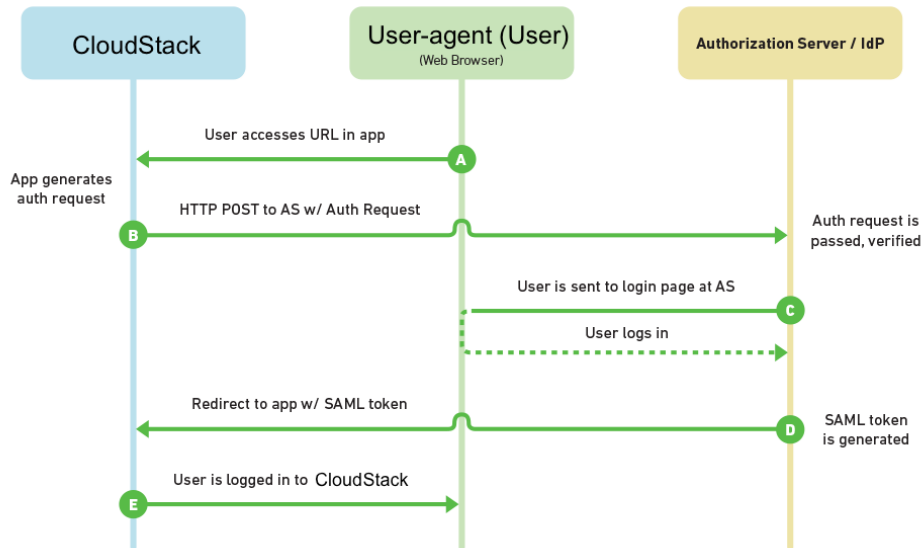 CloudStack
User-agent (User)
(Web Browser)
Authorization Server / IdP
User accesses URL in app
A
App generates
auth request
HTTP POST to AS w/ Auth Request
B
Auth request is
passed, verified
User is sent to login page at AS
C
User logs in
Redirect to app w/ SAML token
D
SAML token
is generated
User is logged in to CloudStack
E